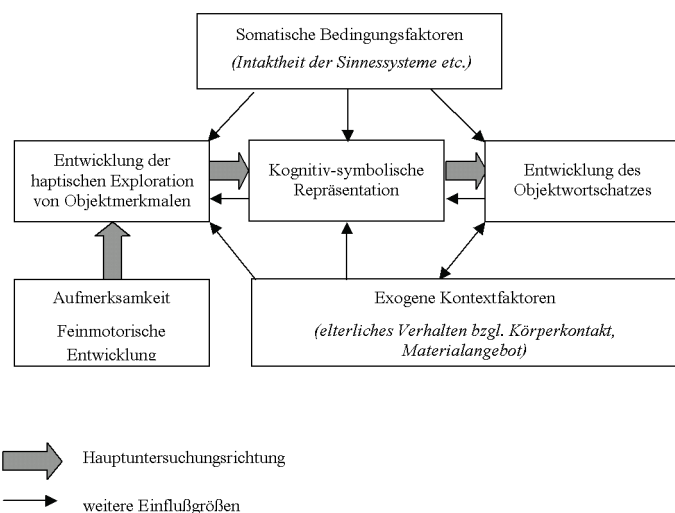 Somatische Bedingungsfaktoren
(Intaktheit der Sinnessysteme etc.)
Entwicklung der
haptischen Exploration
von Objektmerkmalen
Kognitiv-symbolische
Repräsentation
Entwicklung des
Objektwortschatzes
Aufmerksamkeit
Feinmotorische
Entwicklung
Exogene Kontextfaktoren
(elterliches Verhalten bzgl. Körperkontakt,
Materialangebot)
Hauptuntersuchungsrichtung
weitere Einflußgrößen